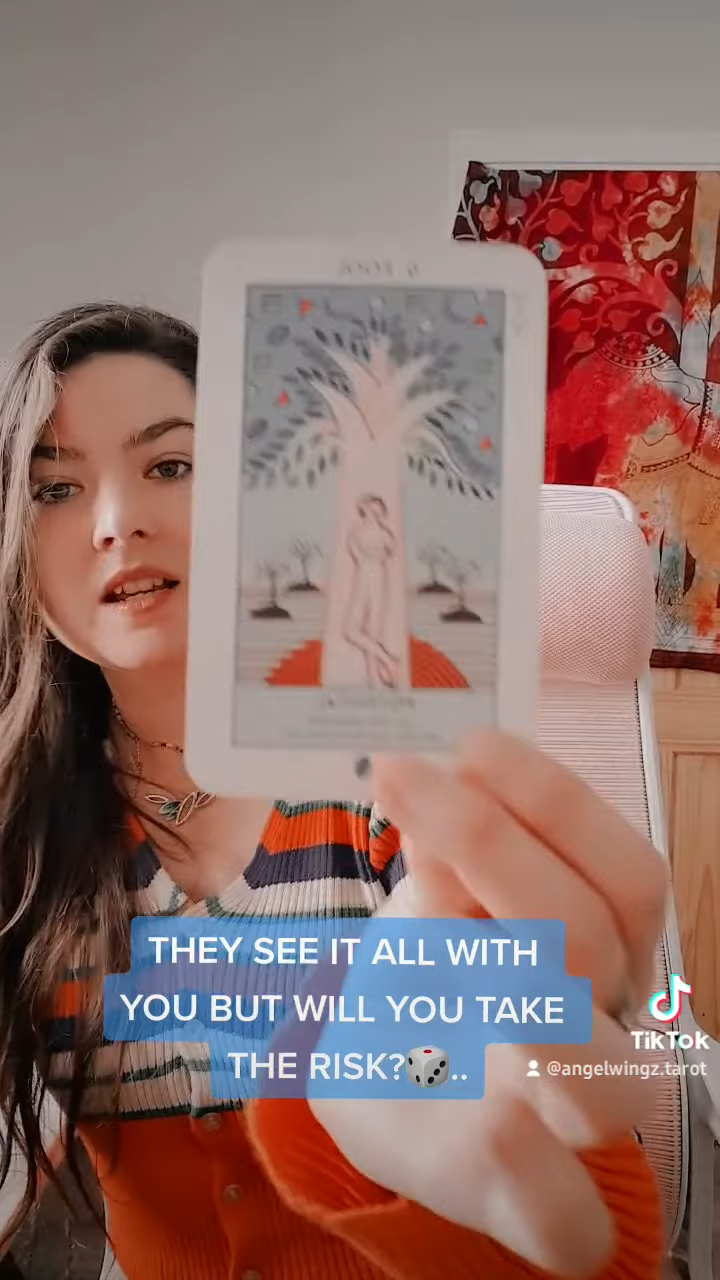 THEY SEE IT ALL WITH
YOU BUT WILL YOU TAKE
THE RISK?🎲..
TikTok
@angelwingz.tarot